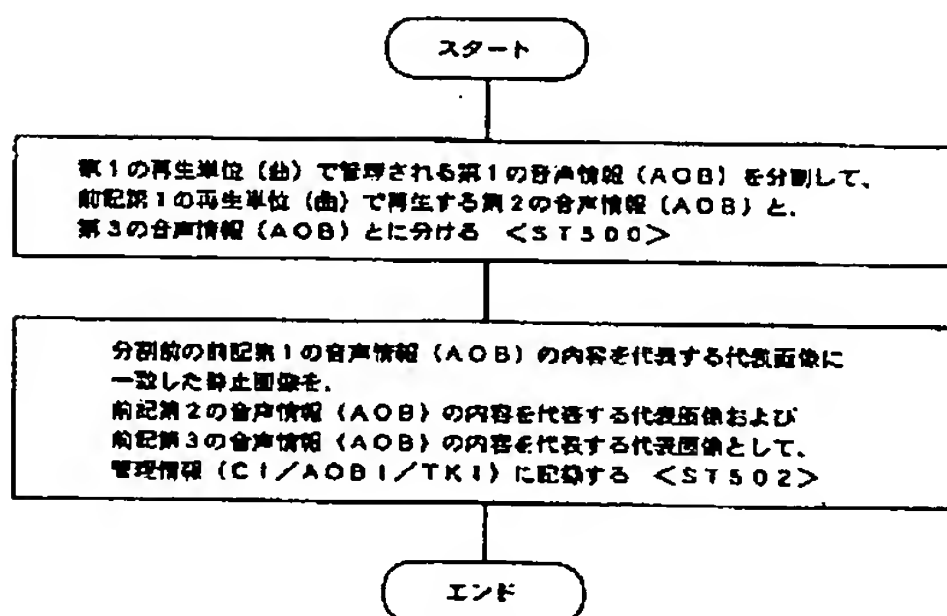 スタート
第1の再生単位（曲）で管理される第1の音声情報（AOB）を分割して、
前記第1の再生単位（曲）で再生する第2の音声情報（AOB）と、
第3の音声情報（AOB）とに分ける ＜ST500＞
分割前の前記第1の音声情報（AOB）の内容を代表する代表画像に
一致した静止画像を、
前記第2の音声情報（AOB）の内容を代表する代表画像および
前記第3の音声情報（AOB）の内容を代表する代表画像として、
管理情報（CI／AOBI／TKI）に記録する ＜ST502＞
エンド